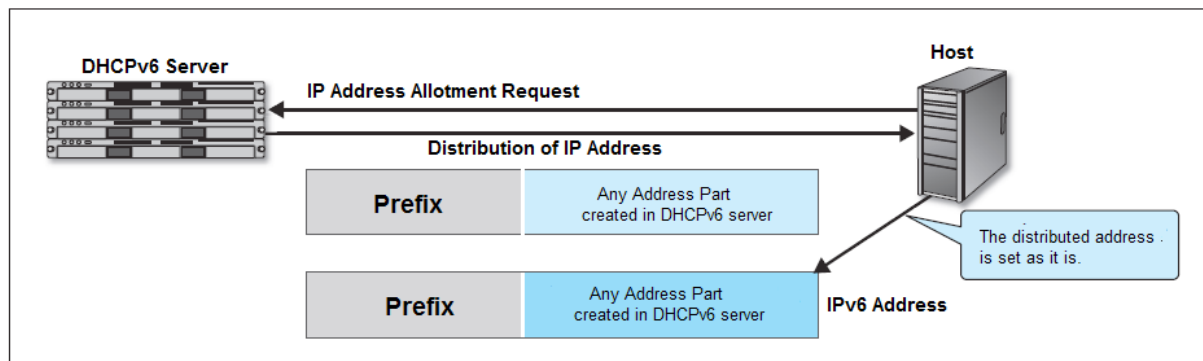 Host
DHCPv6 Server
IP Address Allotment Request
Distribution of IP Address
Prefix
Any Address Part
created in DHCPv6 server
The distributed address .
is set as it is.
Prefix
Any Address Part
created in DHCPv6 server
IPv6 Address